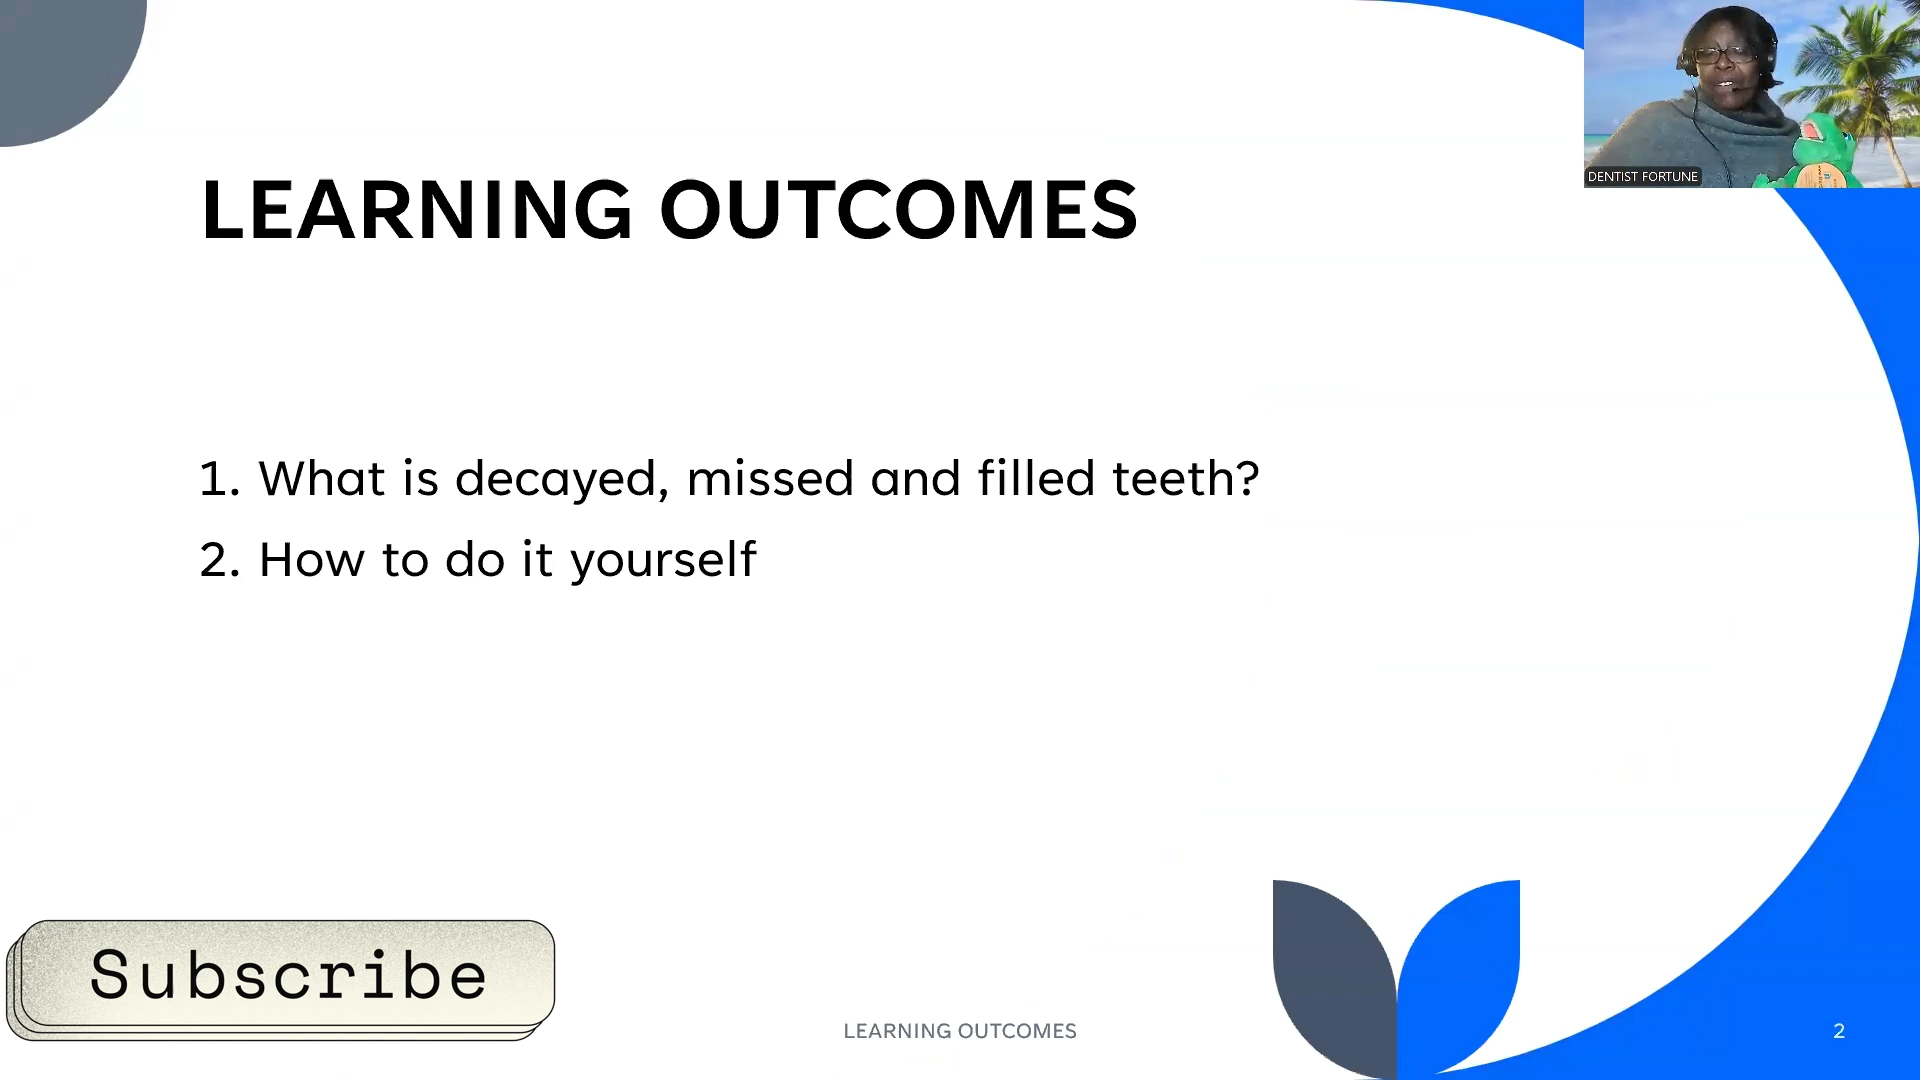 DENTIST FORTUNE
LEARNING OUTCOMES
1. What is decayed, missed and filled teeth?
2. How to do it yourself
Subscribe
LEARNING OUTCOMES
2